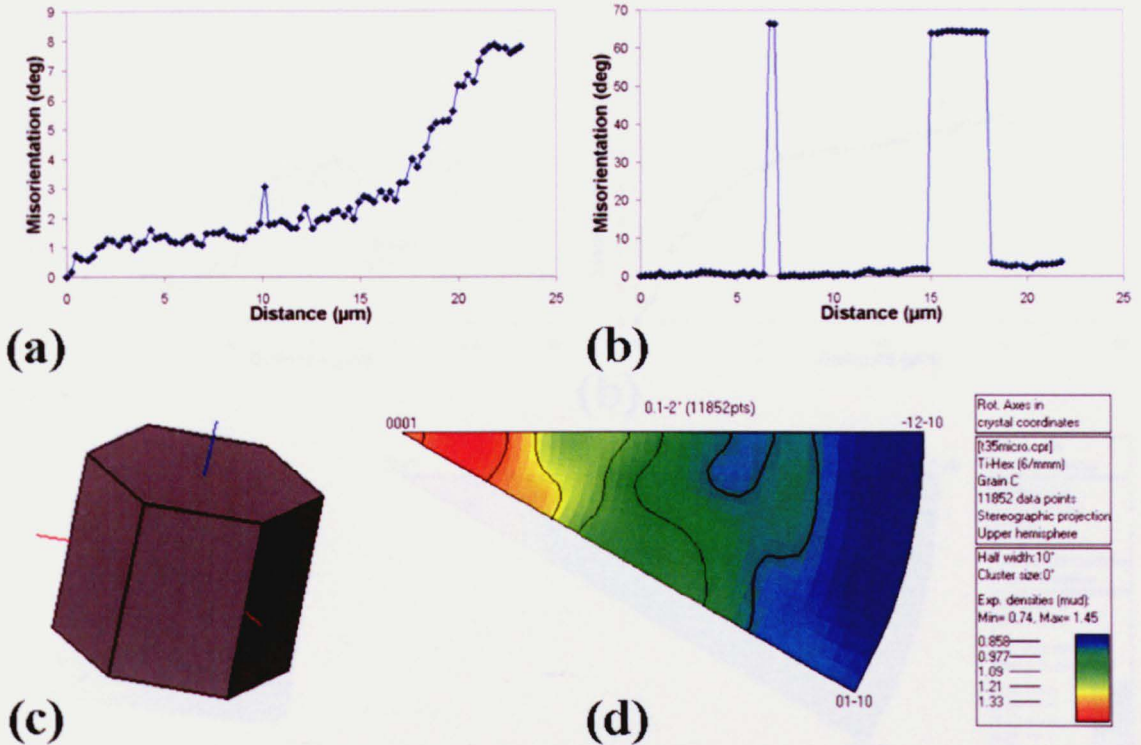 9
8
7
6
5
4
3
2
1
0
Misorientation (deg)
0 5 10 15 20 25
Distance (µm)
(a)
70
60
50
40
30
20
10
0
Misorientation (deg)
0 5 10 15 20 25
Distance (µm)
(b)
(c)
0.1-2° (11852pts)
0001
-12-10
01-10
(d)
Rot. Axes in
crystal coordinates
[t35micro.cpr]
Ti-Hex (6/mmm)
Grain C
11852 data points
Stereographic projection
Upper hemisphere
Half width:10°
Cluster size:0°
Exp. densities (mud):
Min= 0.74, Max= 1.45
0.858
0.977
1.09
1.21
1.33